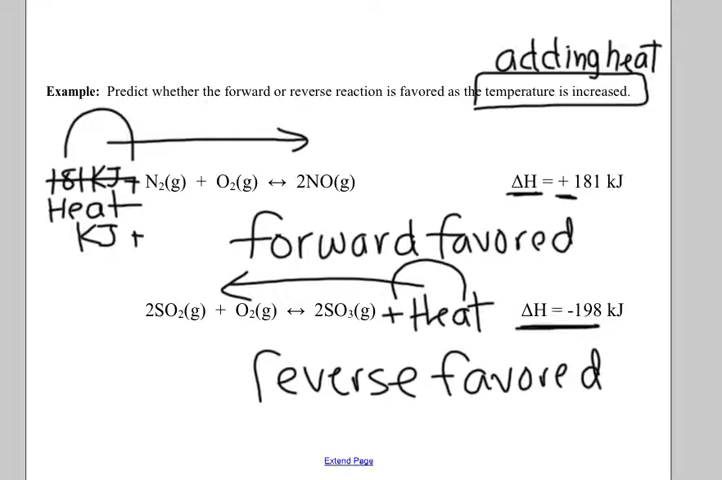 adding heat
Example: Predict whether the forward or reverse reaction is favored as the temperature is increased.
181KJ + N₂(g) + O₂(g) ↔ 2NO(g) ΔH = + 181 kJ
Heat
KJ +
forward favored
2SO₂(g) + O₂(g) ↔ 2SO₃(g) + Heat ΔH = -198 kJ
reverse favored
Extend Page